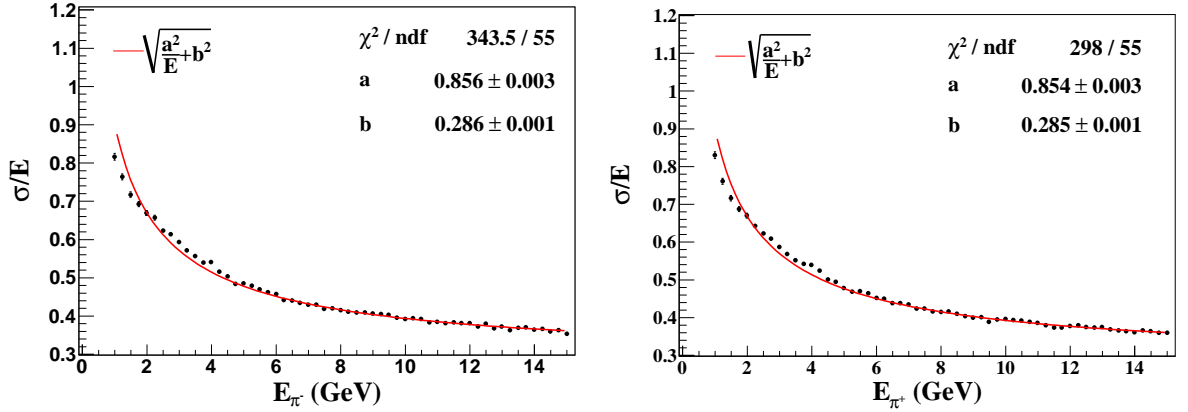 √(a²/E+b²)
χ² / ndf 343.5 / 55
a 0.856 ± 0.003
b 0.286 ± 0.001
1.2
1.1
1
0.9
0.8
0.7
0.6
0.5
0.4
0.3
σ/E
0 2 4 6 8 10 12 14
E_π⁻ (GeV)
√(a²/E+b²)
χ² / ndf 298 / 55
a 0.854 ± 0.003
b 0.285 ± 0.001
1.2
1.1
1
0.9
0.8
0.7
0.6
0.5
0.4
0.3
σ/E
0 2 4 6 8 10 12 14
E_π⁺ (GeV)